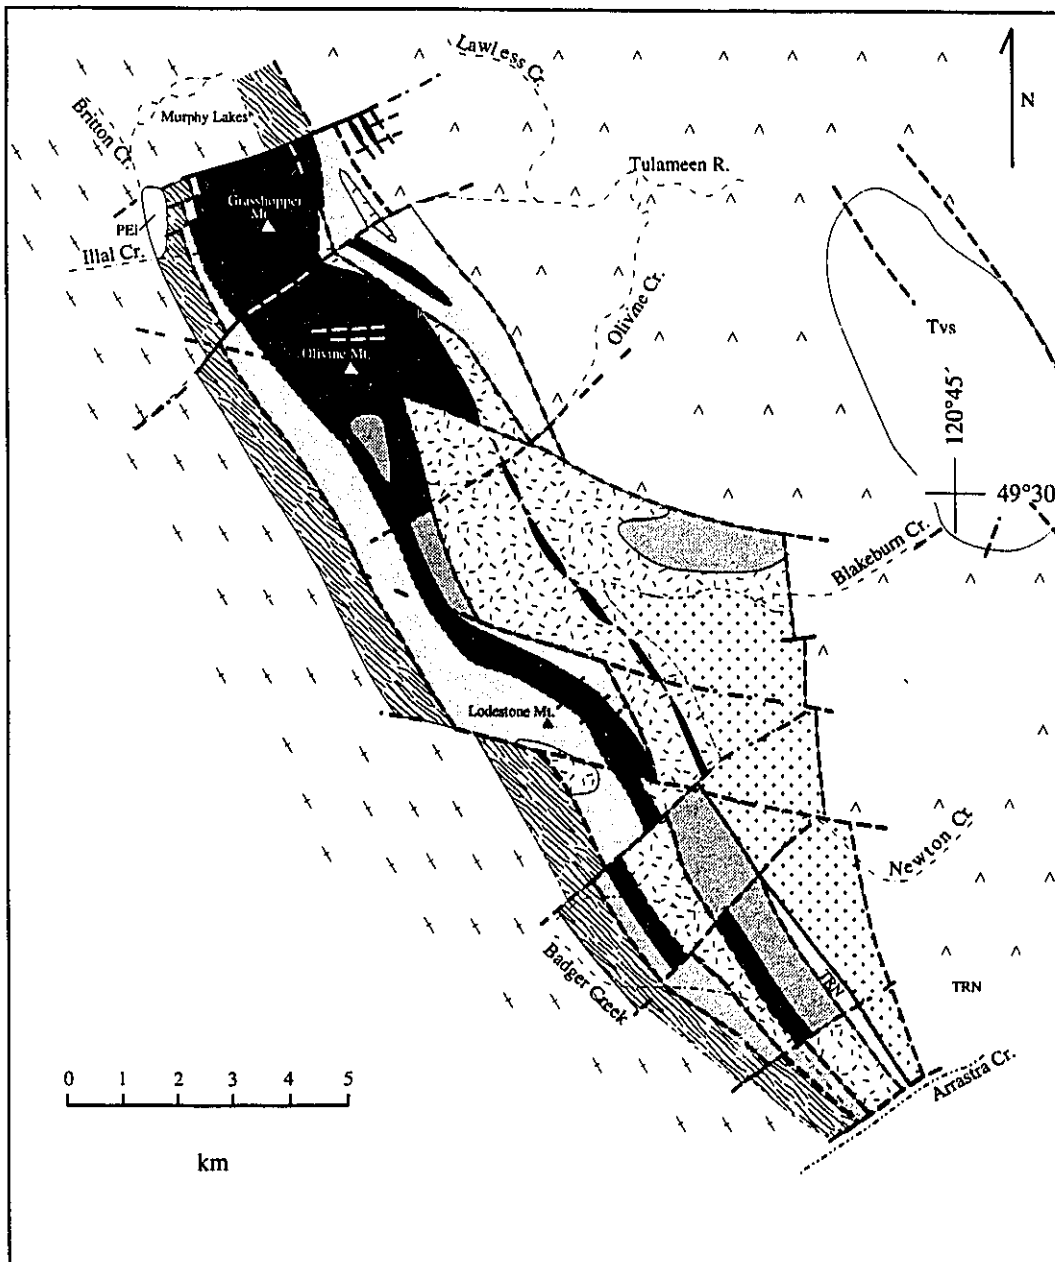 Lawless Cr.
N
Britton Cr.
Murphy Lakes
Tulameen R.
Grasshopper
Mt.
PEl
Illal Cr.
Olivine Cr.
Tvs
Olivine Mt.
120°45´
49°30
Blakeburn Cr.
Lodestone Mt.
Newton Cr.
Badger Creek
TRN
TRN
Arrastra Cr.
0 1 2 3 4 5
km